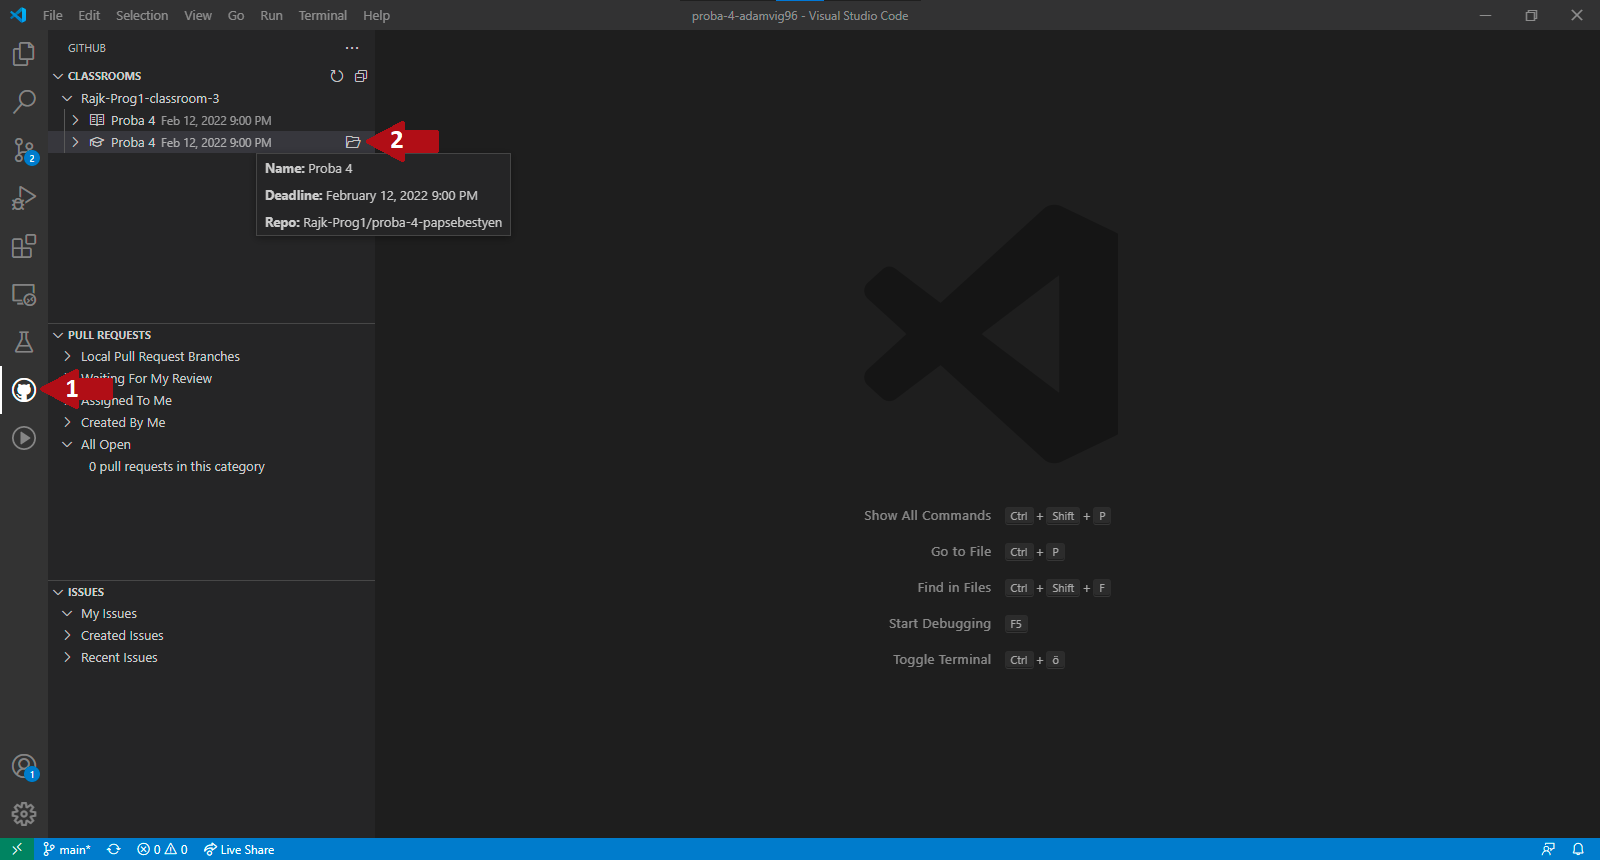 File Edit Selection View Go Run Terminal Help
proba-4-adamvig96 - Visual Studio Code
GITHUB
CLASSROOMS
Rajk-Prog1-classroom-3
Proba 4 Feb 12, 2022 9:00 PM
Proba 4 Feb 12, 2022 9:00 PM
2
Name: Proba 4
Deadline: February 12, 2022 9:00 PM
Repo: Rajk-Prog1/proba-4-papsebestyen
2
PULL REQUESTS
Local Pull Request Branches
Waiting For My Review
1
Assigned To Me
Created By Me
All Open
0 pull requests in this category
Show All Commands Ctrl + Shift + P
Go to File Ctrl + P
Find in Files Ctrl + Shift + F
Start Debugging F5
Toggle Terminal Ctrl + ö
ISSUES
My Issues
Created Issues
Recent Issues
1
main* 0 0 Live Share